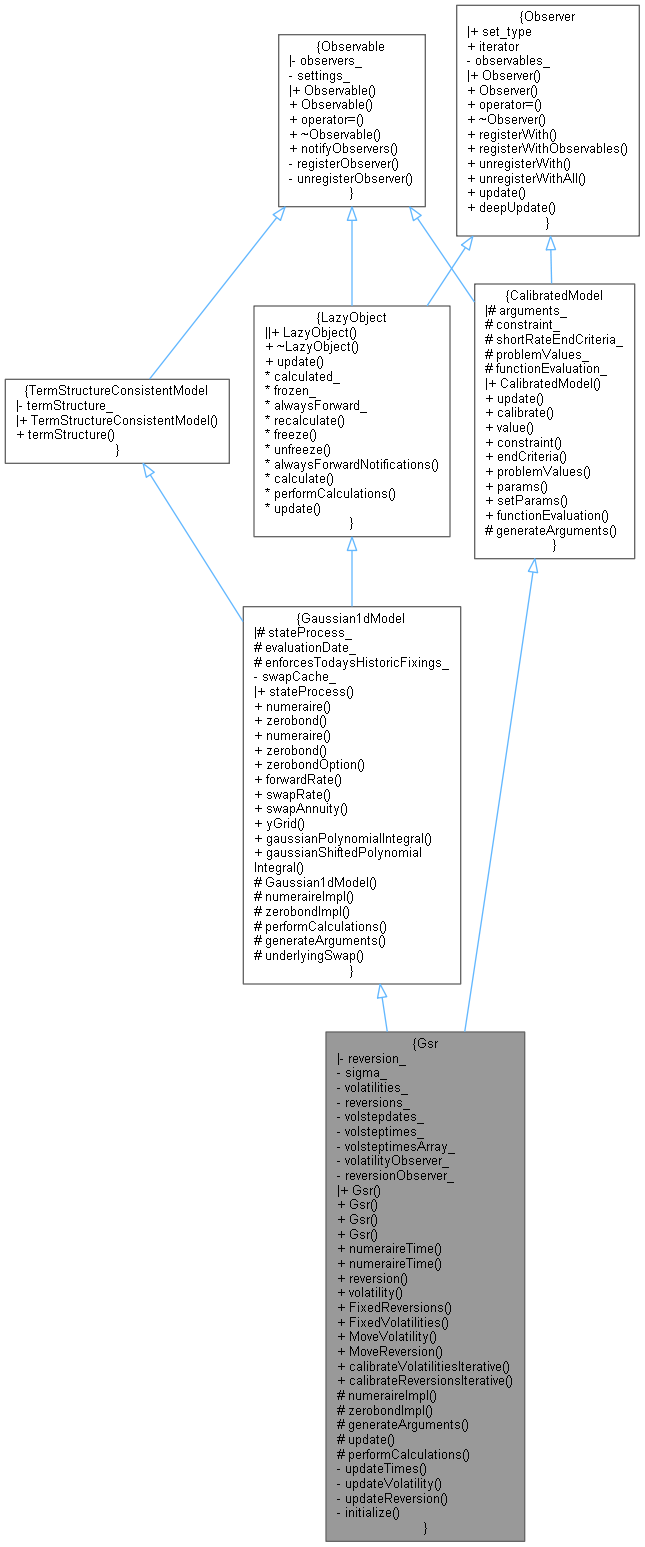 {Observable
|- observers_
- settings_
|+ Observable()
+ Observable()
+ operator=()
+ ~Observable()
+ notifyObservers()
- registerObserver()
- unregisterObserver()
}
{Observer
|+ set_type
+ iterator
- observables_
|+ Observer()
+ Observer()
+ operator=()
+ ~Observer()
+ registerWith()
+ registerWithObservables()
+ unregisterWith()
+ unregisterWithAll()
+ update()
+ deepUpdate()
}
{TermStructureConsistentModel
|- termStructure_
|+ TermStructureConsistentModel()
+ termStructure()
}
{LazyObject
||+ LazyObject()
+ ~LazyObject()
+ update()
* calculated_
* frozen_
* alwaysForward_
* recalculate()
* freeze()
* unfreeze()
* alwaysForwardNotifications()
* calculate()
* performCalculations()
* update()
}
{CalibratedModel
|# arguments_
# constraint_
# shortRateEndCriteria_
# problemValues_
# functionEvaluation_
|+ CalibratedModel()
+ update()
+ calibrate()
+ value()
+ constraint()
+ endCriteria()
+ problemValues()
+ params()
+ setParams()
+ functionEvaluation()
# generateArguments()
}
{Gaussian1dModel
|# stateProcess_
# evaluationDate_
# enforcesTodaysHistoricFixings_
- swapCache_
|+ stateProcess()
+ numeraire()
+ zerobond()
+ numeraire()
+ zerobond()
+ zerobondOption()
+ forwardRate()
+ swapRate()
+ swapAnnuity()
+ yGrid()
+ gaussianPolynomialIntegral()
+ gaussianShiftedPolynomial
Integral()
# Gaussian1dModel()
# numeraireImpl()
# zerobondImpl()
# performCalculations()
# generateArguments()
# underlyingSwap()
}
{Gsr
|- reversion_
- sigma_
- volatilities_
- reversions_
- volstepdates_
- volsteptimes_
- volsteptimesArray_
- volatilityObserver_
- reversionObserver_
|+ Gsr()
+ Gsr()
+ Gsr()
+ Gsr()
+ numeraireTime()
+ numeraireTime()
+ reversion()
+ volatility()
+ FixedReversions()
+ FixedVolatilities()
+ MoveVolatility()
+ MoveReversion()
+ calibrateVolatilitiesIterative()
+ calibrateReversionsIterative()
# numeraireImpl()
# zerobondImpl()
# generateArguments()
# update()
# performCalculations()
- updateTimes()
- updateVolatility()
- updateReversion()
- initialize()
}